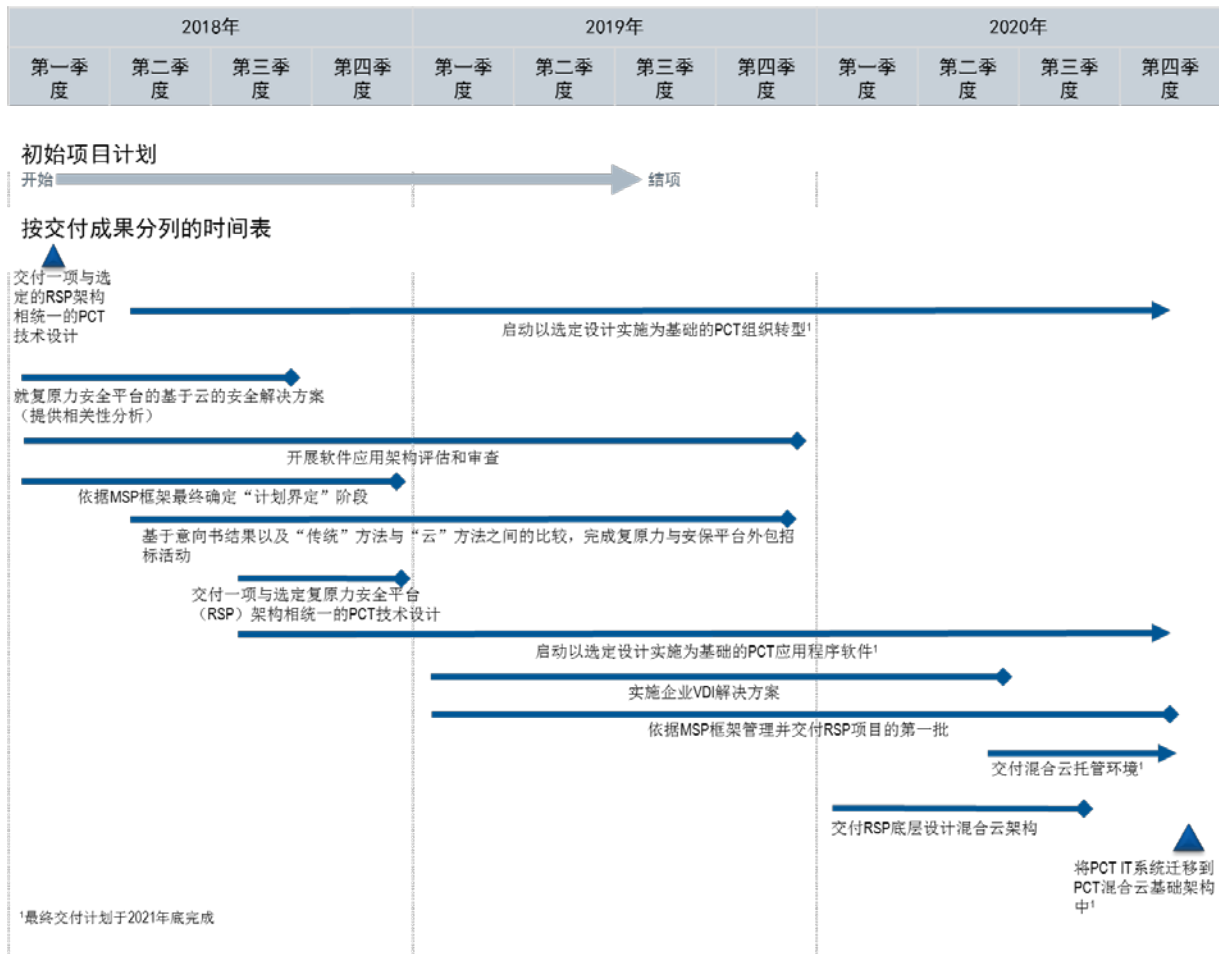 2018年
2019年
2020年
第一季
度
第二季
度
第三季
度
第四季
度
第一季
度
第二季
度
第三季
度
第四季
度
第一季
度
第二季
度
第三季
度
第四季
度
初始项目计划
开始
结项
按交付成果分列的时间表
交付一项与选
定的RSP架构
相统一的PCT
技术设计
启动以选定设计实施为基础的PCT组织转型¹
就复原力安全平台的基于云的安全解决方案
（提供相关性分析）
开展软件应用架构评估和审查
依据MSP框架最终确定“计划界定”阶段
基于意向书结果以及“传统”方法与“云”方法之间的比较，完成复原力与安保平台外包招
标活动
交付一项与选定复原力安全平台
（RSP）架构相统一的PCT技术设计
启动以选定设计实施为基础的PCT应用程序软件¹
实施企业VDI解决方案
依据MSP框架管理并交付RSP项目的第一批
交付混合云托管环境¹
交付RSP底层设计混合云架构
将PCT IT系统迁移到
PCT混合云基础架构
中¹
¹最终交付计划于2021年底完成